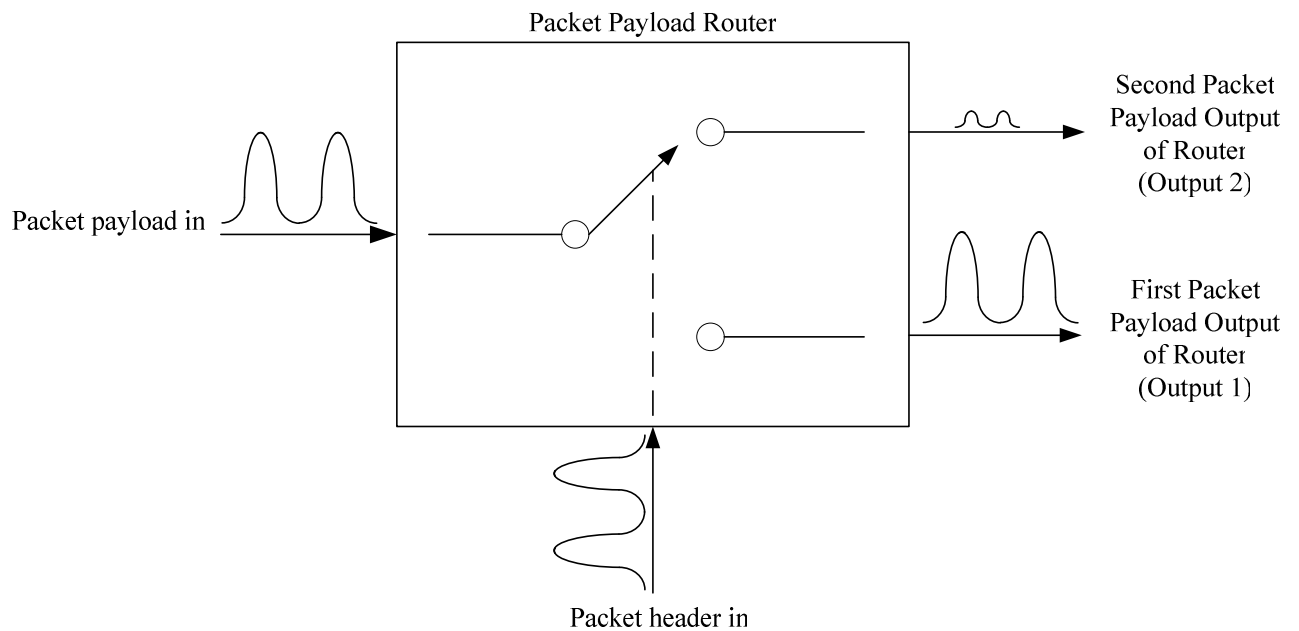 Packet Payload Router
Packet payload in
Second Packet
Payload Output
of Router
(Output 2)
First Packet
Payload Output
of Router
(Output 1)
Packet header in